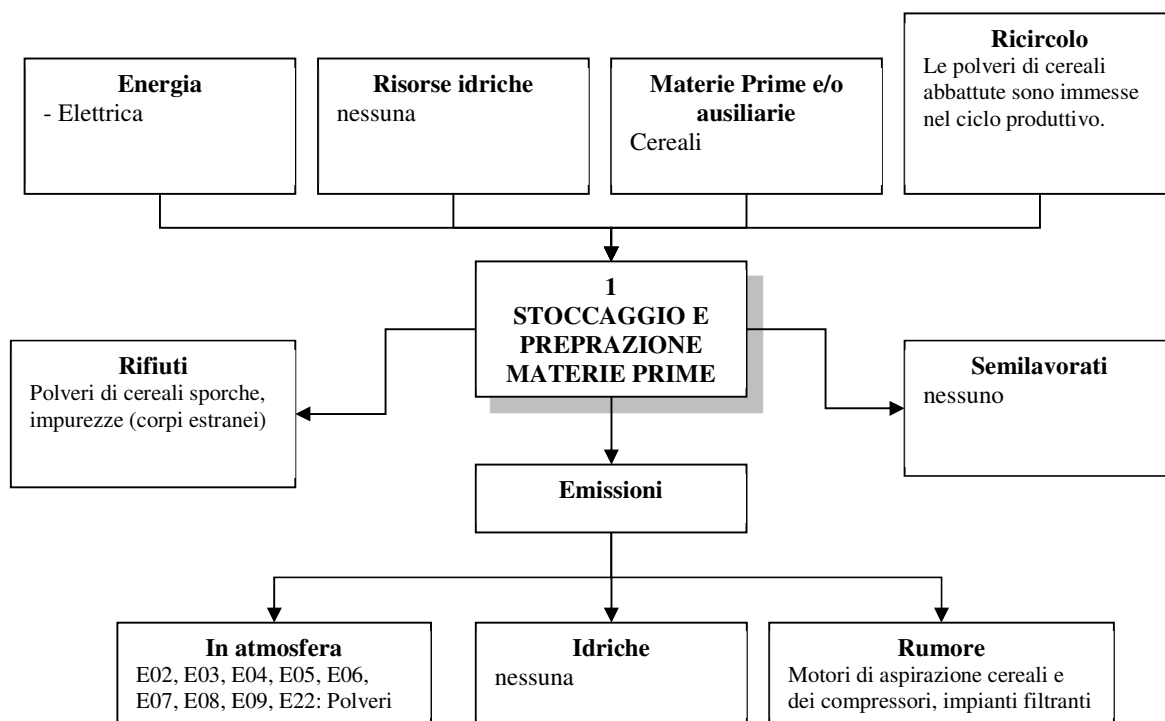 Energia
- Elettrica
Risorse idriche
nessuna
Materie Prime e/o
ausiliarie
Cereali
Ricircolo
Le polveri di cereali
abbattute sono immesse
nel ciclo produttivo.
1
STOCCAGGIO E
PREPRAZIONE
MATERIE PRIME
Rifiuti
Polveri di cereali sporche,
impurezze (corpi estranei)
Semilavorati
nessuno
Emissioni
In atmosfera
E02, E03, E04, E05, E06,
E07, E08, E09, E22: Polveri
Idriche
nessuna
Rumore
Motori di aspirazione cereali e
dei compressori, impianti filtranti